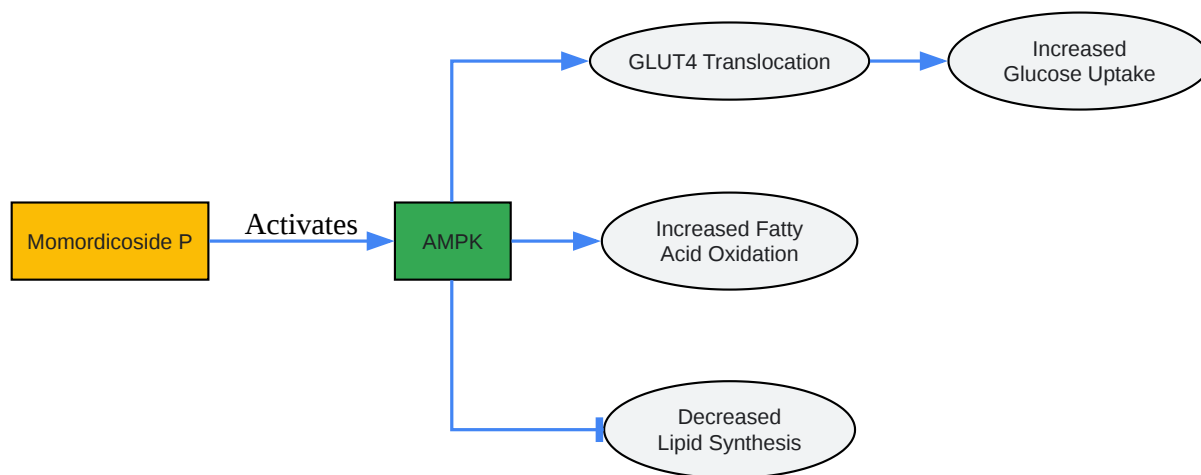 GLUT4 Translocation
Increased
Glucose Uptake
Momordicoside P
Activates
AMPK
Increased Fatty
Acid Oxidation
Decreased
Lipid Synthesis